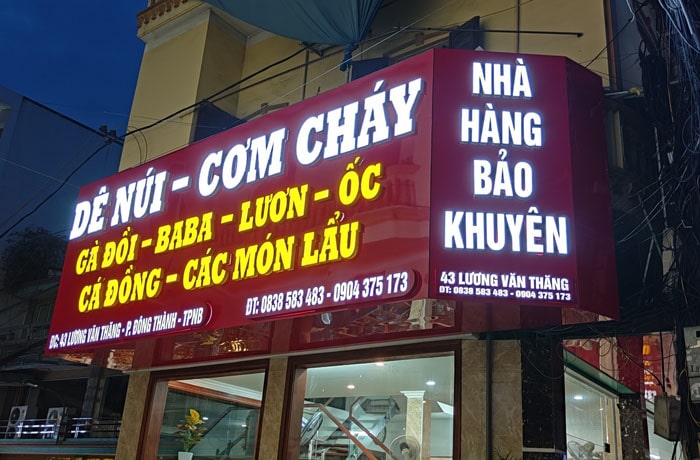 DÊ NÚI - CƠM CHÁY
GÀ ĐỒI - BABA - LƯƠN - ỐC
CÁ ĐỒNG - CÁC MÓN LẨU
ĐT: 0838 583 483 - 0904 375 173
ĐC: 43 LƯƠNG VĂN THĂNG - P. ĐÔNG THÀNH - TPNB
NHÀ
HÀNG
BẢO
KHUYÊN
43 LƯƠNG VĂN THĂNG
ĐT: 0838 583 483 - 0904 375 173